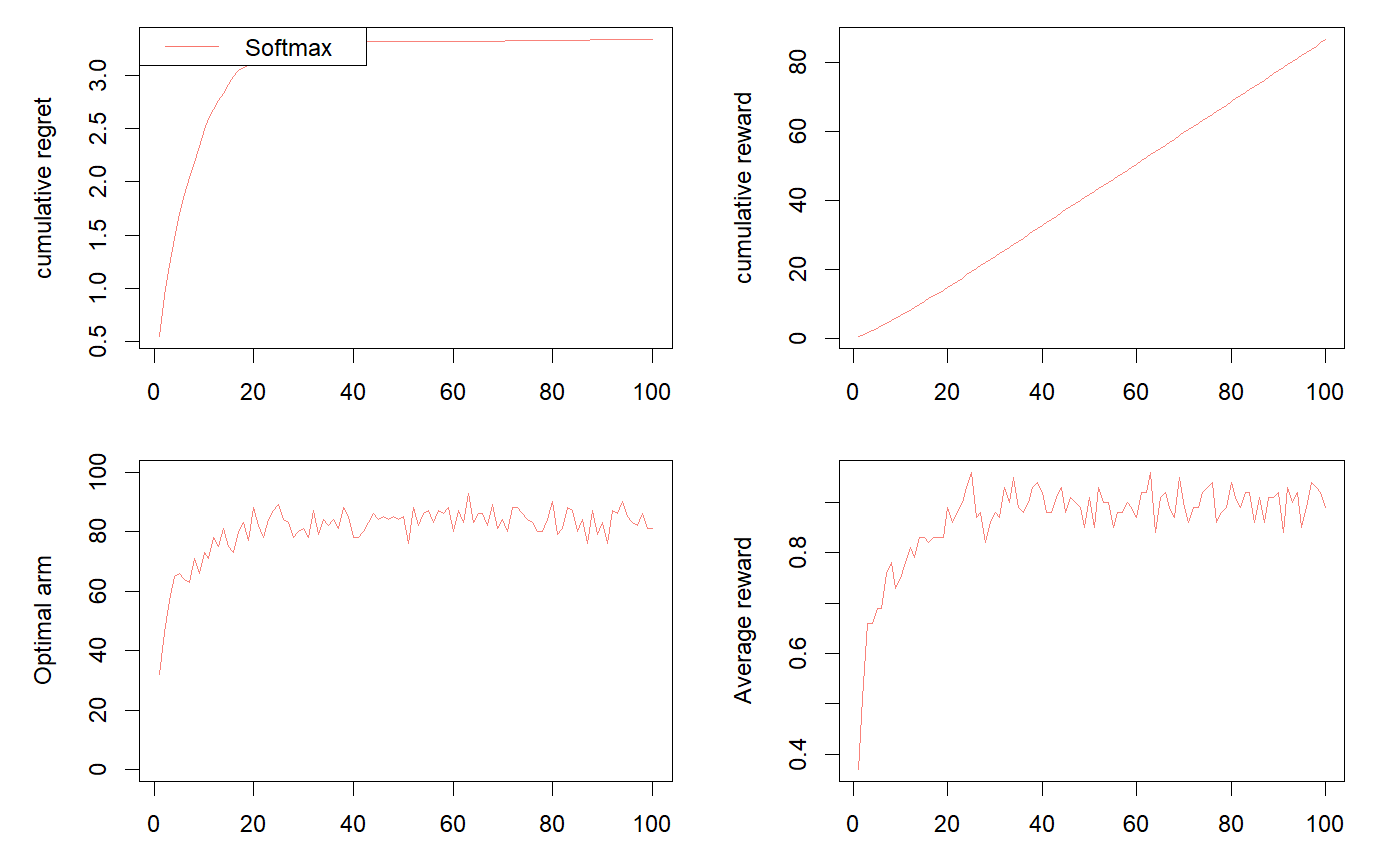 Softmax
cumulative regret
0.5 1.0 1.5 2.0 2.5 3.0
0 20 40 60 80 100
cumulative reward
0 20 40 60 80
0 20 40 60 80 100
Optimal arm
0 20 40 60 80 100
0 20 40 60 80 100
Average reward
0.4 0.6 0.8
0 20 40 60 80 100